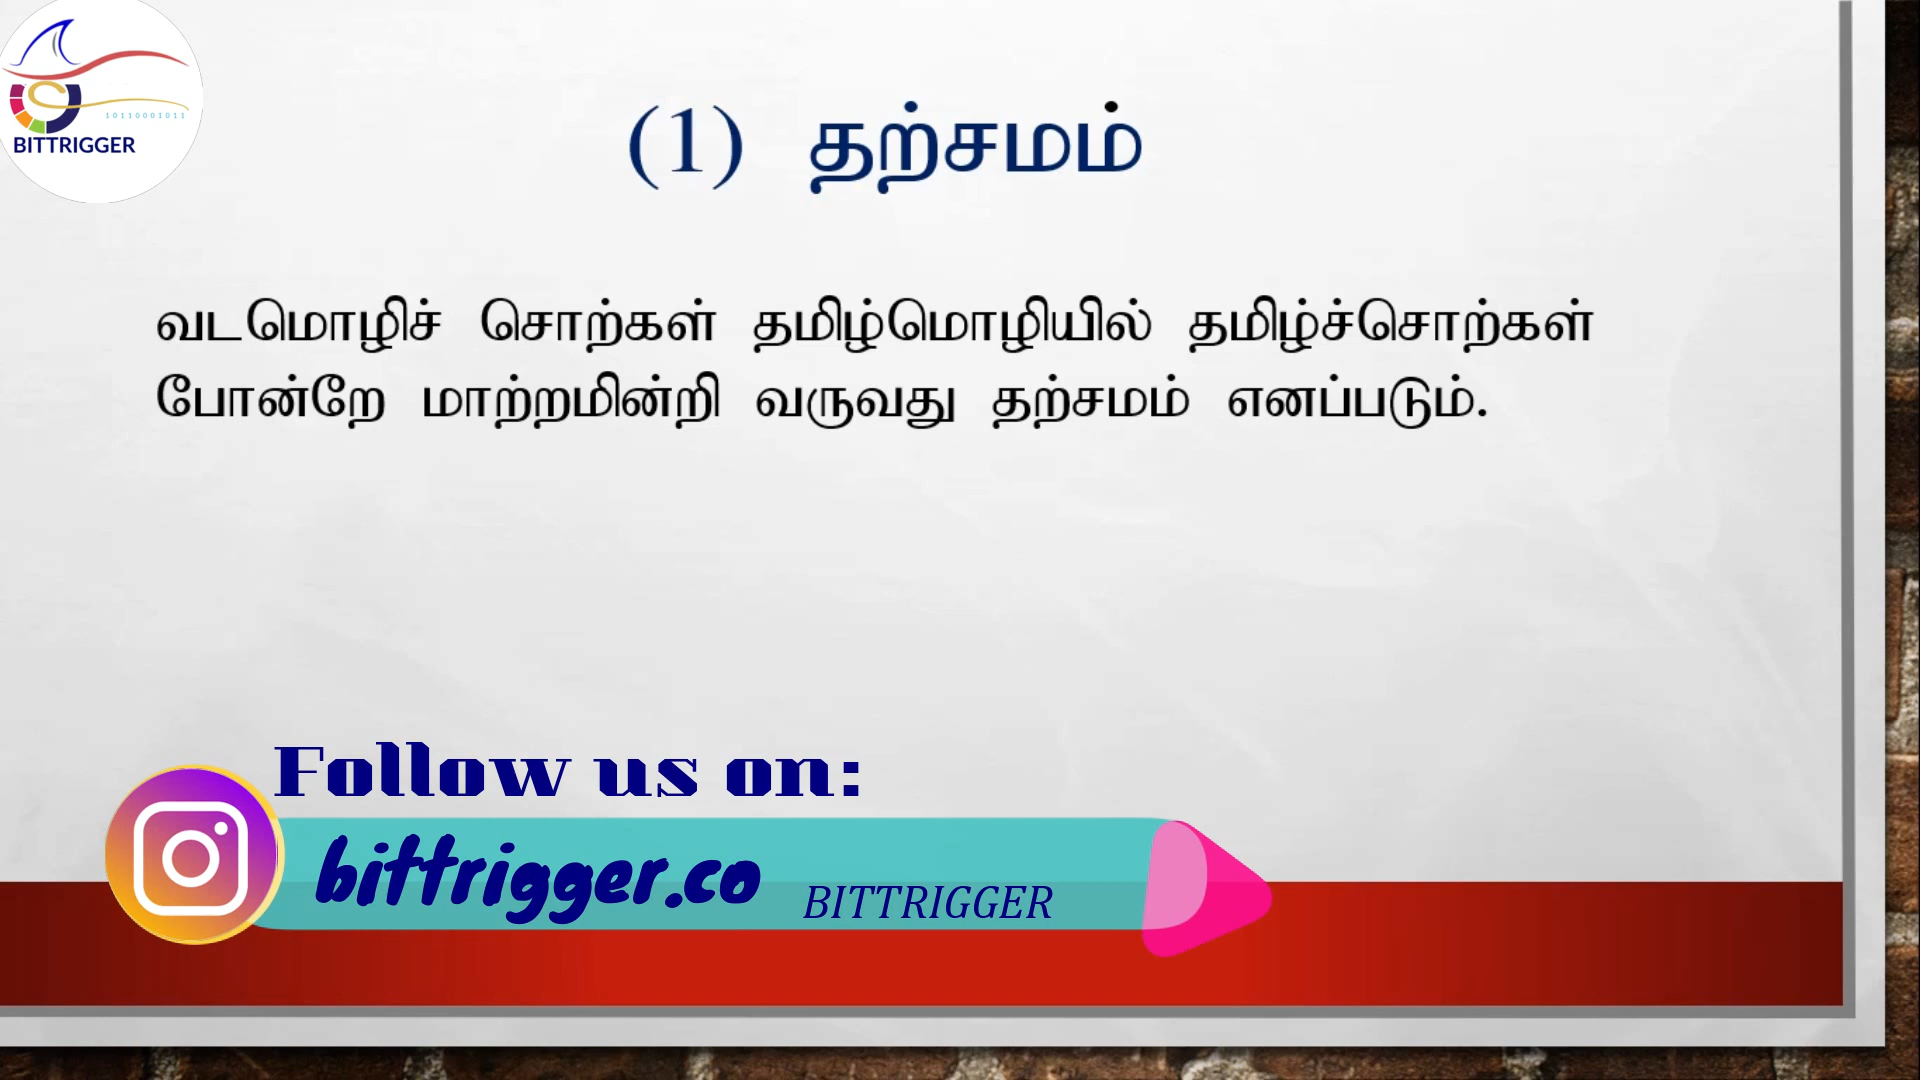 10110001011
BITTRIGGER
(1) தற்சமம்
வடமொழிச் சொற்கள் தமிழ்மொழியில் தமிழ்ச்சொற்கள்
போன்றே மாற்றமின்றி வருவது தற்சமம் எனப்படும்.
Follow us on:
bittrigger.co BITTRIGGER